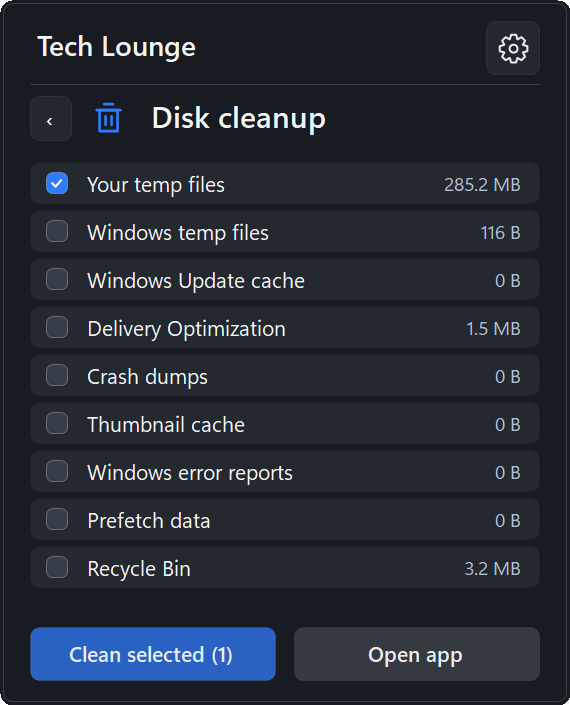 Tech Lounge
‹
Disk cleanup
Your temp files 285.2 MB
Windows temp files 116 B
Windows Update cache 0 B
Delivery Optimization 1.5 MB
Crash dumps 0 B
Thumbnail cache 0 B
Windows error reports 0 B
Prefetch data 0 B
Recycle Bin 3.2 MB
Clean selected (1) Open app